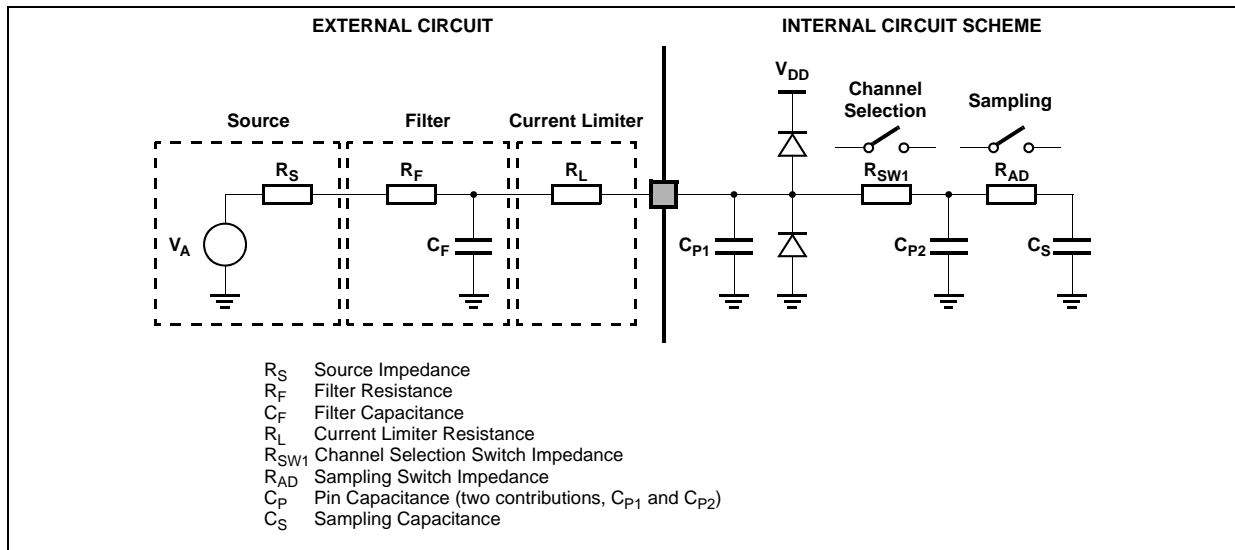 EXTERNAL CIRCUIT
INTERNAL CIRCUIT SCHEME
VDD
Channel
Selection
Sampling
Source
Filter
Current Limiter
RS
RF
RL
RSW1
RAD
VA
CF
CP1
CP2
CS
RS Source Impedance
RF Filter Resistance
CF Filter Capacitance
RL Current Limiter Resistance
RSW1 Channel Selection Switch Impedance
RAD Sampling Switch Impedance
CP Pin Capacitance (two contributions, CP1 and CP2)
CS Sampling Capacitance